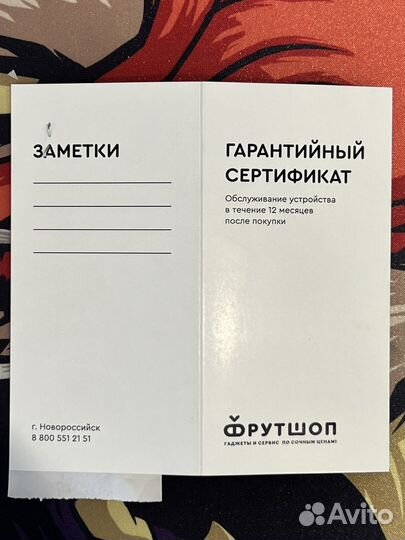 ЗАМЕТКИ
г. Новороссийск
8 800 551 21 51
ГАРАНТИЙНЫЙ
СЕРТИФИКАТ
Обслуживание устройства
в течение 12 месяцев
после покупки
ФРУТШОП
ГАДЖЕТЫ И СЕРВИС ПО СОЧНЫМ ЦЕНАМ!
Avito